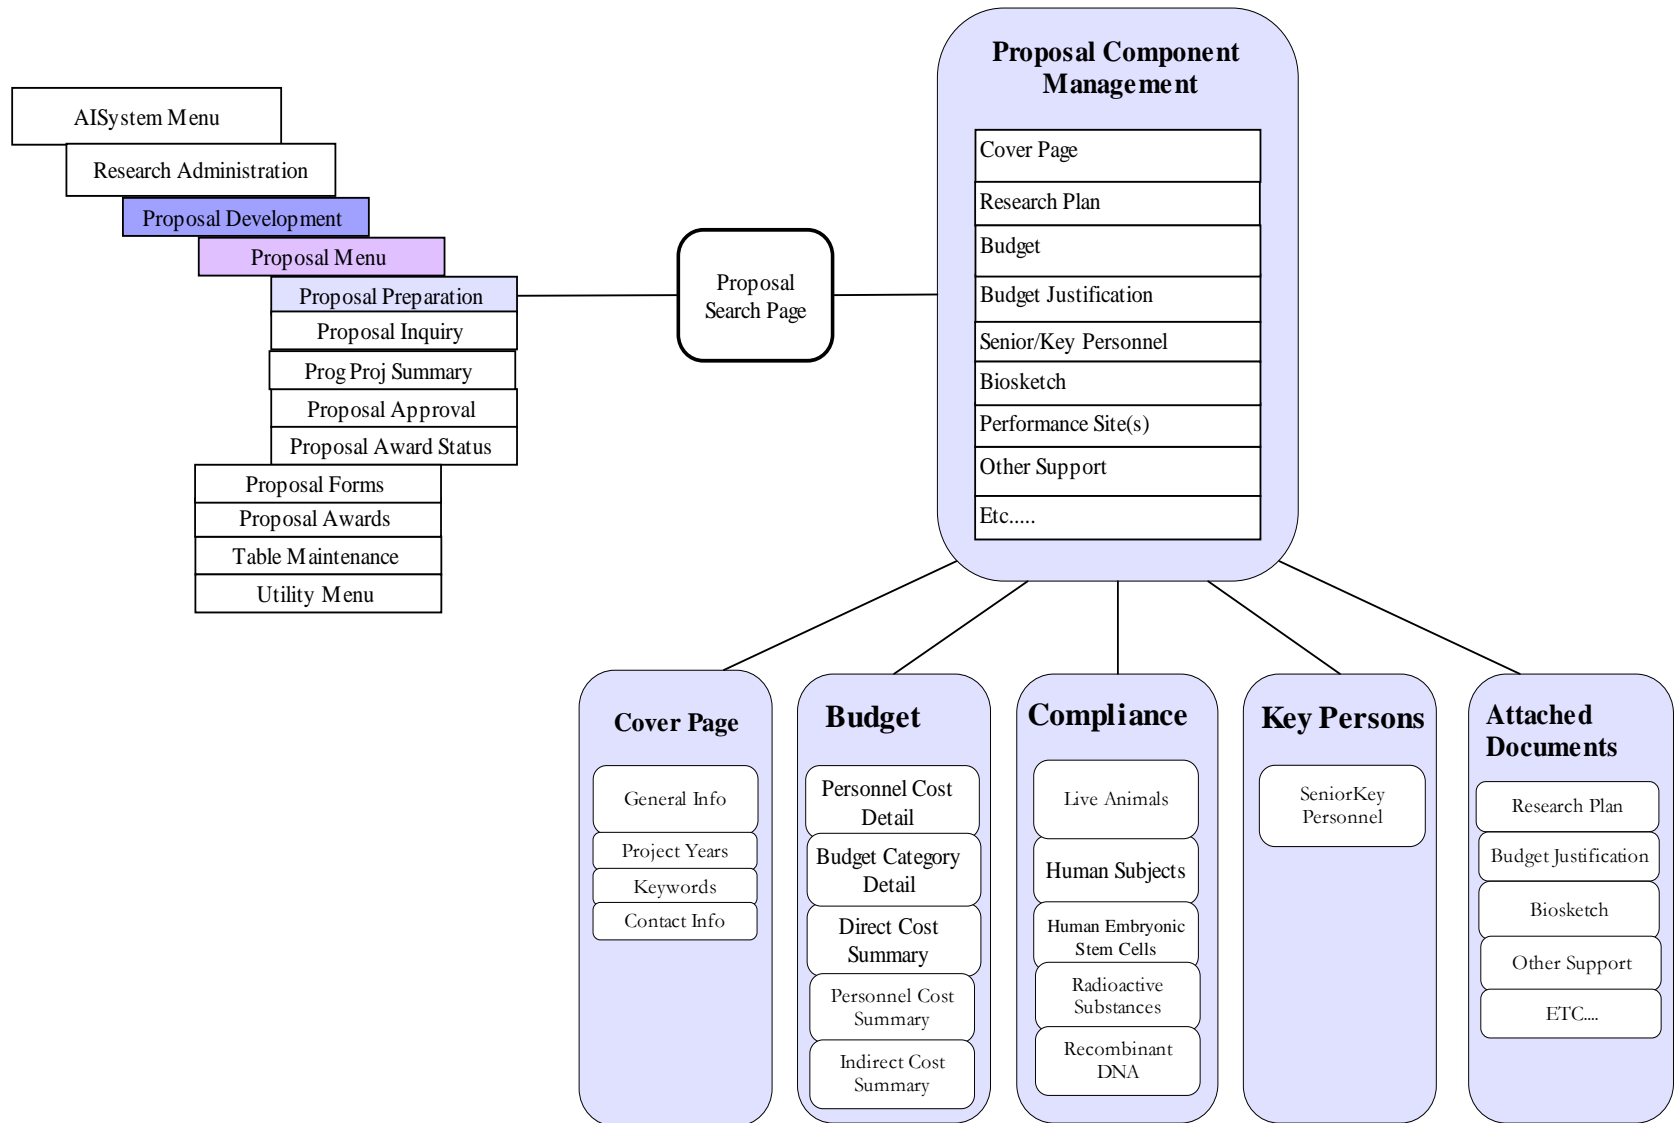 Proposal Component
Management
AISystem Menu
Research Administration
Proposal Development
Proposal Menu
Proposal Preparation
Proposal Inquiry
Prog Proj Summary
Proposal Approval
Proposal Award Status
Proposal Forms
Proposal Awards
Table Maintenance
Utility Menu
Proposal
Search Page
Cover Page
Research Plan
Budget
Budget Justification
Senior/Key Personnel
Biosketch
Performance Site(s)
Other Support
Etc.....
Cover Page
General Info
Project Years
Keywords
Contact Info
Budget
Personnel Cost
Detail
Budget Category
Detail
Direct Cost
Summary
Personnel Cost
Summary
Indirect Cost
Summary
Compliance
Live Animals
Human Subjects
Human Embryonic
Stem Cells
Radioactive
Substances
Recombinant
DNA
Key Persons
SeniorKey
Personnel
Attached
Documents
Research Plan
Budget Justification
Biosketch
Other Support
ETC....